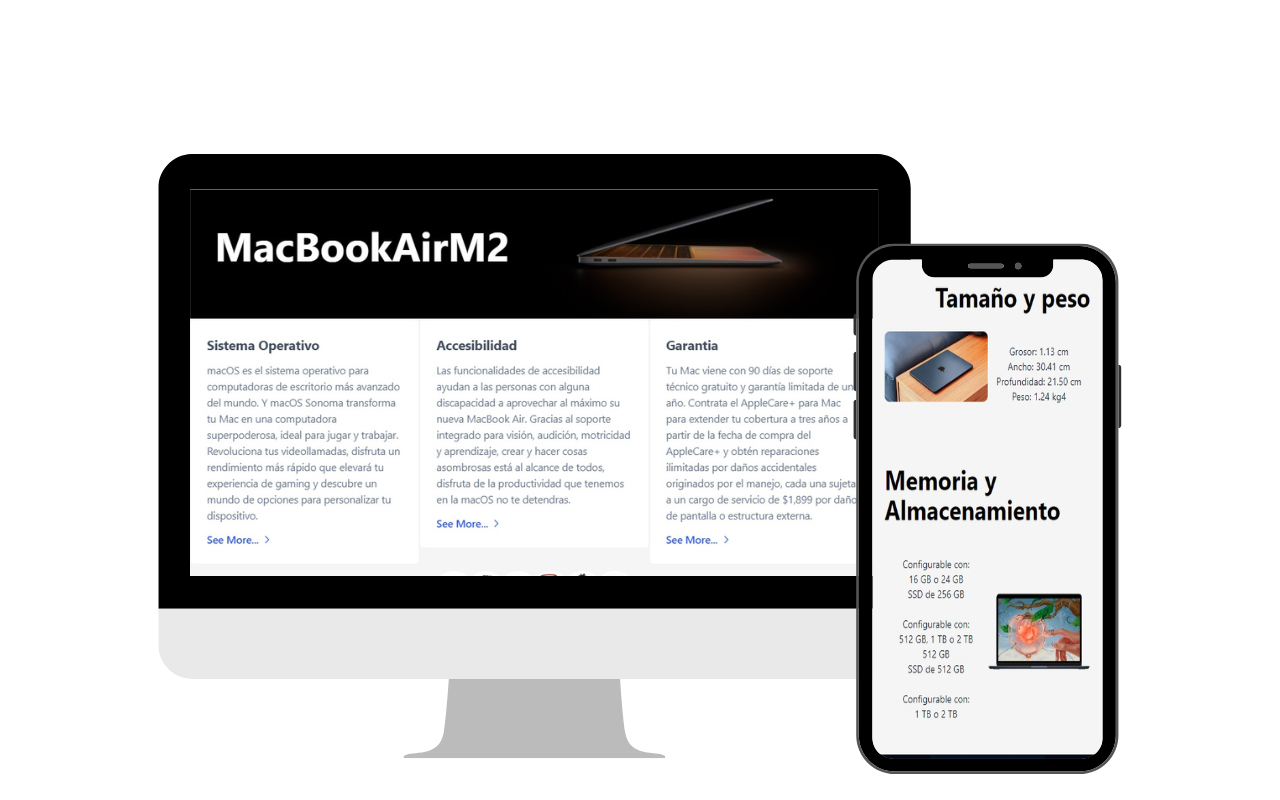 MacBookAirM2
Sistema Operativo
macOS es el sistema operativo para
computadoras de escritorio más avanzado
del mundo. Y macOS Sonoma transforma
tu Mac en una computadora
superpoderosa, ideal para jugar y trabajar.
Revoluciona tus videollamadas, disfruta un
rendimiento más rápido que elevará tu
experiencia de gaming y descubre un
mundo de opciones para personalizar tu
dispositivo.
See More...
Accesibilidad
Las funcionalidades de accesibilidad
ayudan a las personas con alguna
discapacidad a aprovechar al máximo su
nueva MacBook Air. Gracias al soporte
integrado para visión, audición, motricidad
y aprendizaje, crear y hacer cosas
asombrosas está al alcance de todos,
disfruta de la productividad que tenemos
en la macOS no te detendras.
See More...
Garantia
Tu Mac viene con 90 días de soporte
técnico gratuito y garantía limitada de un
año. Contrata el AppleCare+ para Mac
para extender tu cobertura a tres años a
partir de la fecha de compra del
AppleCare+ y obtén reparaciones
ilimitadas por daños accidentales
originados por el manejo, cada una sujeta
a un cargo de servicio de $1,899 por daño
de pantalla o estructura externa.
See More...
Tamaño y peso
Grosor: 1.13 cm
Ancho: 30.41 cm
Profundidad: 21.50 cm
Peso: 1.24 kg4
Memoria y
Almacenamiento
Configurable con:
16 GB o 24 GB
SSD de 256 GB
Configurable con:
512 GB, 1 TB o 2 TB
512 GB
SSD de 512 GB
Configurable con:
1 TB o 2 TB